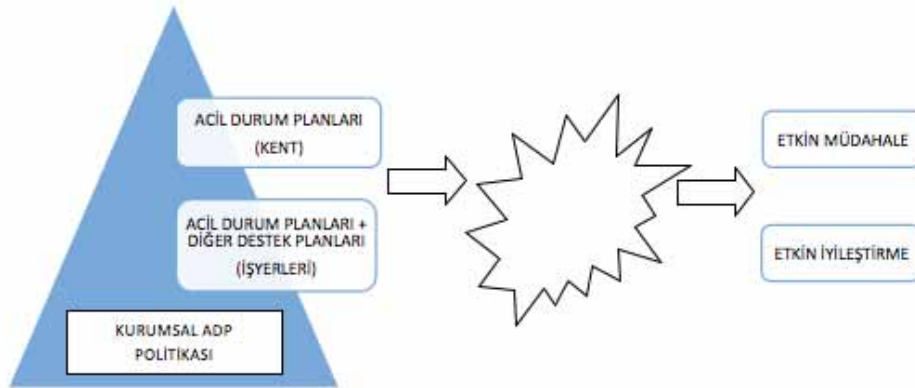 ACİL DURUM PLANLARI
(KENT)
ACİL DURUM PLANLARI +
DİĞER DESTEK PLANLARI
(İŞYERLERİ)
KURUMSAL ADP
POLİTİKASI
ETKİN MÜDAHALE
ETKİN İYİLEŞTİRME